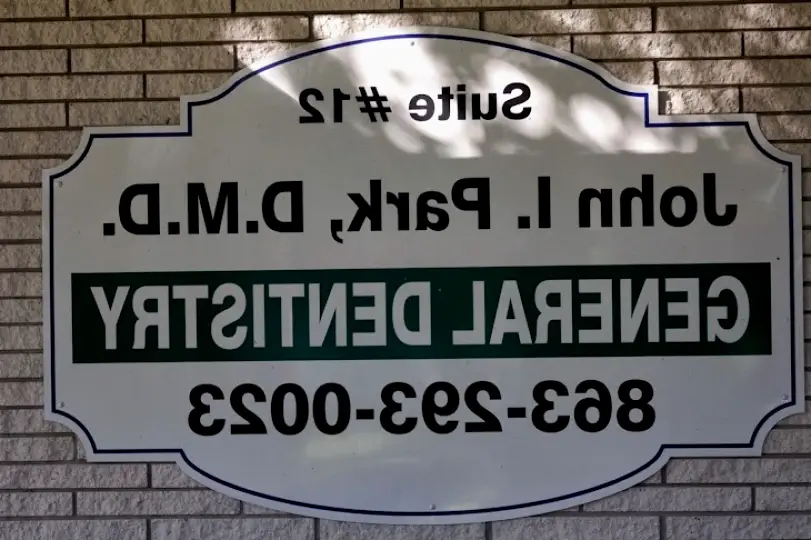 Suite #12
John I. Park, D.M.D.
GENERAL DENTISTRY
863-293-0023